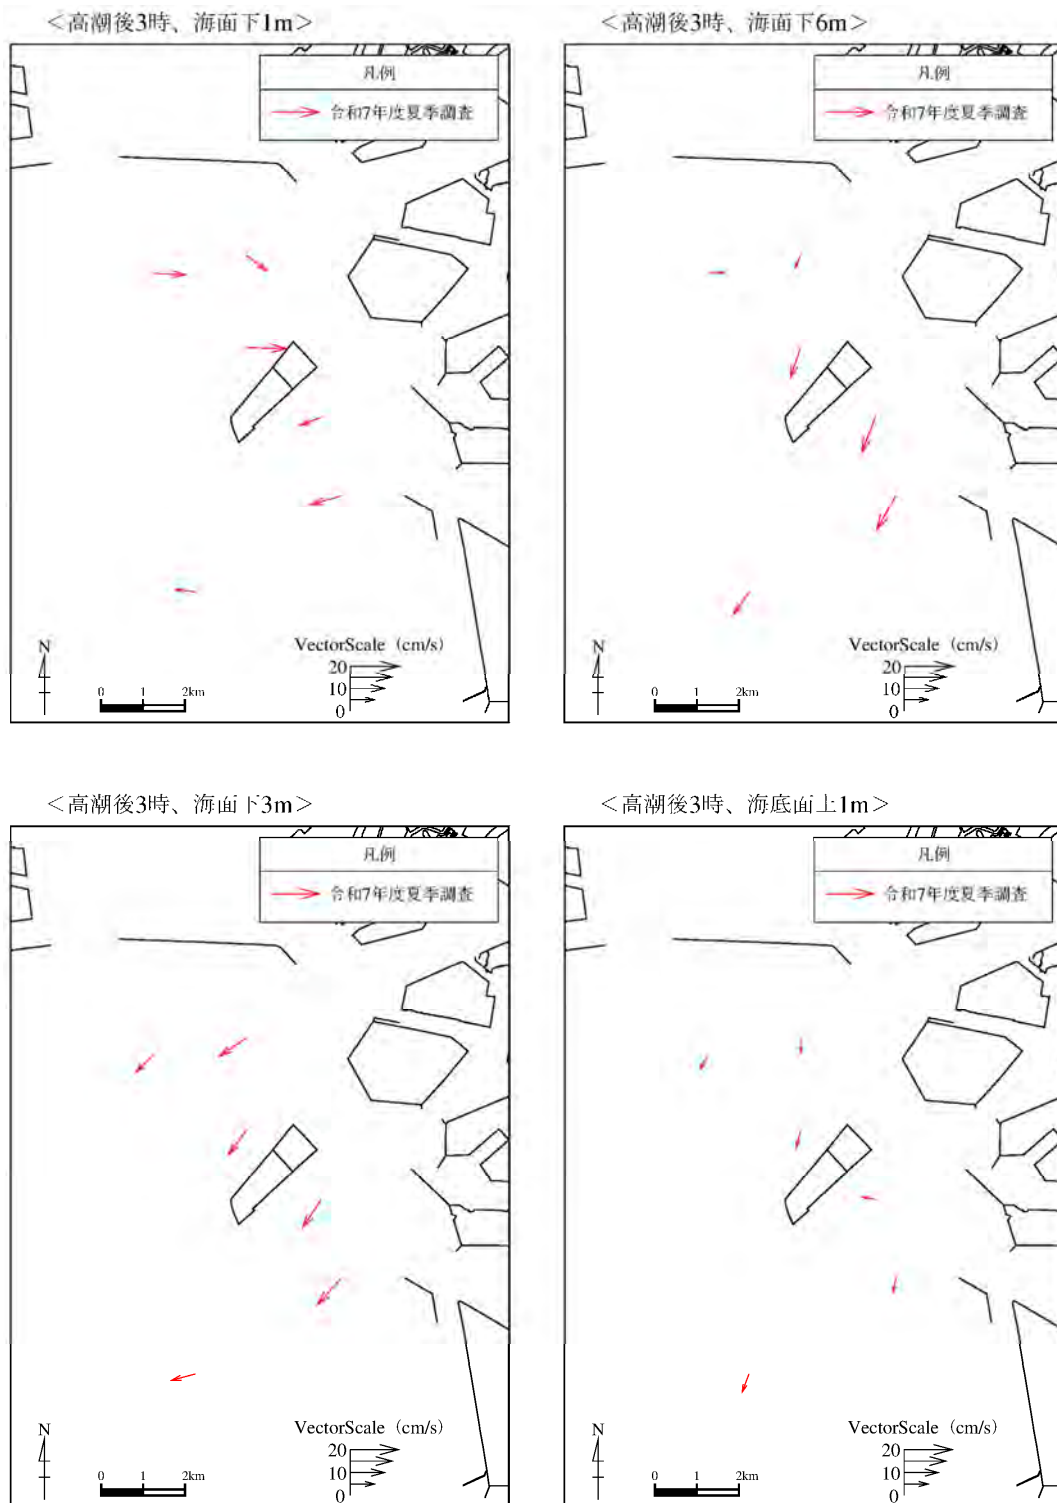 ＜高潮後3時、海面下1m＞
凡例
令和7年度夏季調査
N
0 1 2km
VectorScale (cm/s)
20
10
0
＜高潮後3時、海面下6m＞
凡例
令和7年度夏季調査
N
0 1 2km
VectorScale (cm/s)
20
10
0
＜高潮後3時、海面下3m＞
凡例
令和7年度夏季調査
N
0 1 2km
VectorScale (cm/s)
20
10
0
＜高潮後3時、海底面上1m＞
凡例
令和7年度夏季調査
N
0 1 2km
VectorScale (cm/s)
20
10
0